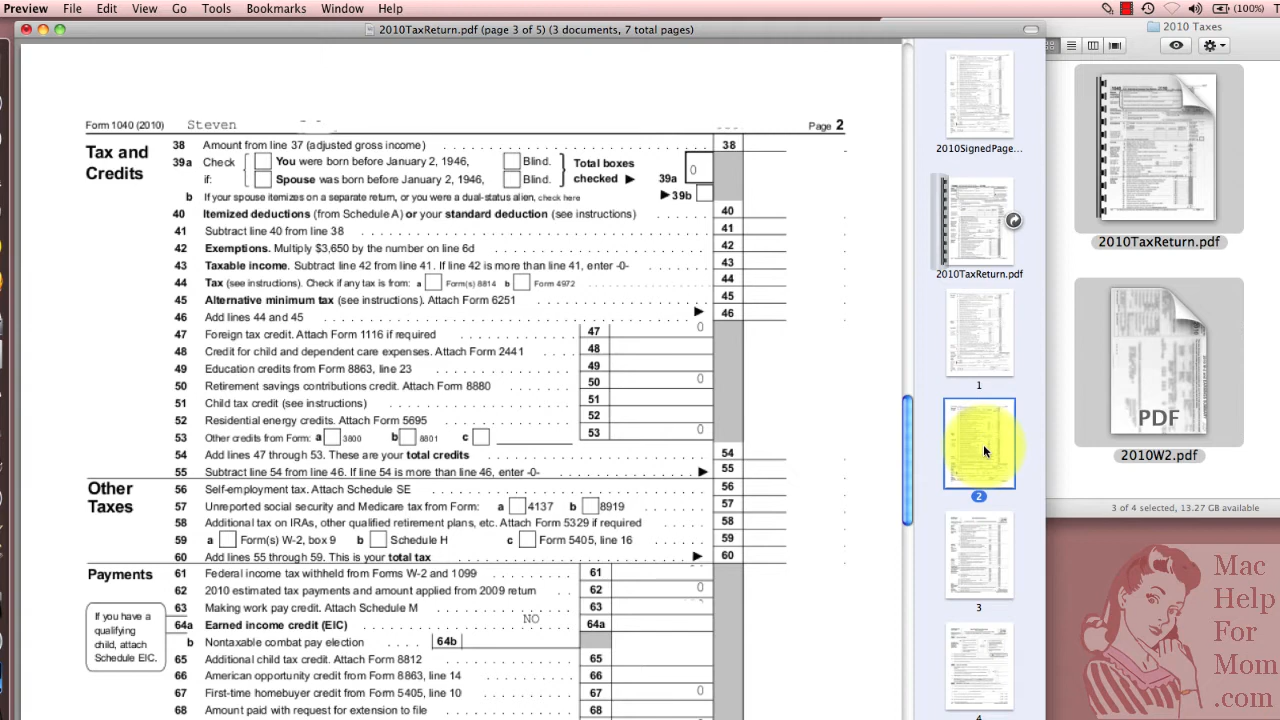 Preview File Edit View Go Tools Bookmarks Window Help (100%)
2010TaxReturn.pdf (page 3 of 5) (3 documents, 7 total pages)
2010 Taxes
Form 1040 (2010) Steven Page 2
Tax and Credits
38 Amount from line 37 (adjusted gross income) 38
39a Check if: You were born before January 2, 1946, Blind. Total boxes
Spouse was born before January 2, 1946, Blind. checked ▶ 39a 0
b If your spouse itemizes on a separate return, or you were a dual-status alien, check here ▶ 39b
40 Itemized deductions (from Schedule A) or your standard deduction (see instructions) 40
41 Subtract line 40 from line 38 41
42 Exemptions. Multiply $3,650 by the number on line 6d 42
43 Taxable income. Subtract line 42 from line 41. If line 42 is more than line 41, enter -0- 43
44 Tax (see instructions). Check if any tax is from: a Form(s) 8814 b Form 4972 44
45 Alternative minimum tax (see instructions). Attach Form 6251 45
46 Add lines 44 and 45 ▶ 46
47 Foreign tax credit. Attach Form 1116 if required 47 0
48 Credit for child and dependent care expenses. Attach Form 2441 48
49 Education credits from Form 8863, line 23 49
50 Retirement savings contributions credit. Attach Form 8880 50 0
51 Child tax credit (see instructions) 51
52 Residential energy credits. Attach Form 5695 52
53 Other credits from Form: a 3800 b 8801 c 53 0
54 Add lines 47 through 53. These are your total credits 54
55 Subtract line 54 from line 46. If line 54 is more than line 46, enter -0- ▶ 55
Other Taxes
56 Self-employment tax. Attach Schedule SE 56
57 Unreported social security and Medicare tax from Form: a 4137 b 8919 57
58 Additional tax on IRAs, other qualified retirement plans, etc. Attach Form 5329 if required 58
59 a Form(s) W-2, box 9 b Schedule H c Form 5405, line 16 59
60 Add lines 55 through 59. This is your total tax ▶ 60
Payments
61 Federal income tax withheld from Forms W-2 and 1099 61
62 2010 estimated tax payments and amount applied from 2009 return 62 0
63 Making work pay credit. Attach Schedule M 63
If you have a
qualifying
child, attach
Schedule EIC.
64a Earned income credit (EIC) NO 64a
b Nontaxable combat pay election 64b
65 Additional child tax credit. Attach Form 8812 65
66 American opportunity credit from Form 8863, line 14 66
67 First-time homebuyer credit from Form 5405, line 10 67
68 Amount paid with request for extension to file 68
2010SignedPage...
2010TaxReturn.pdf
1
2
3
4
2010TaxReturn.pdf
PDF
2010W2.pdf
3 of 4 selected, 13.27 GB available
Help